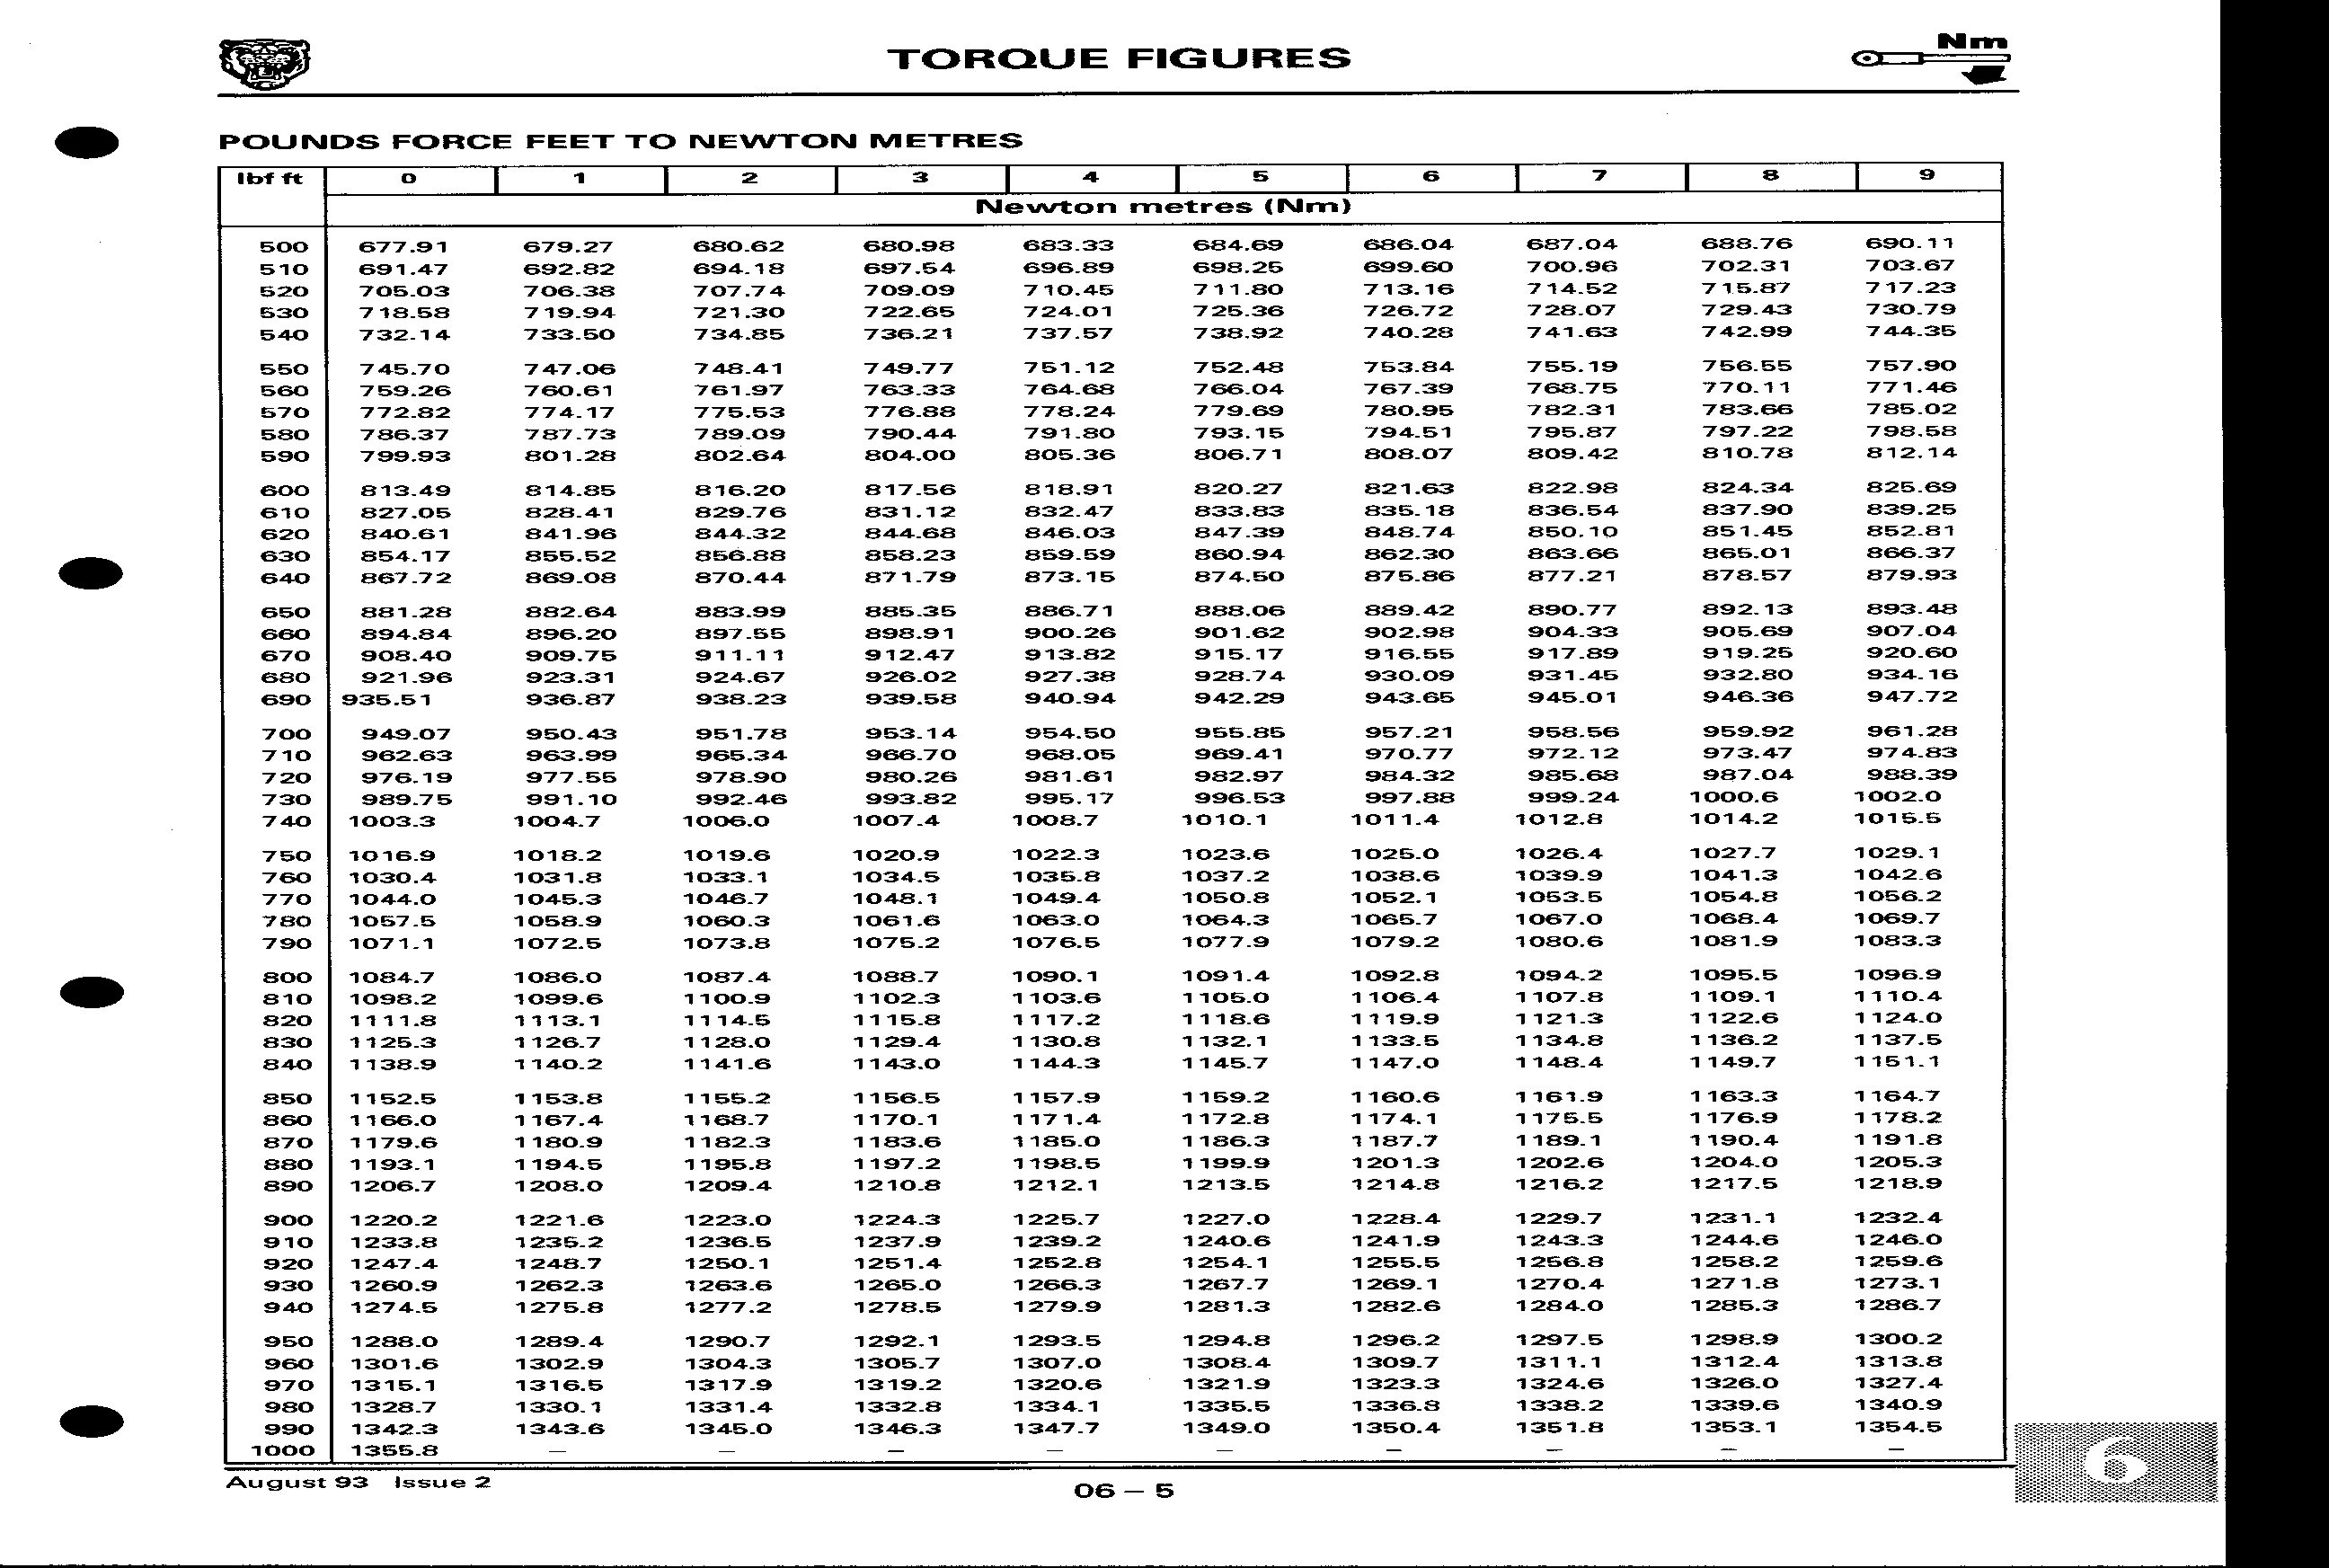 TORQUE FIGURES
Nm
POUNDS FORCE FEET TO NEWTON METRES
lbf ft 0 1 2 3 4 5 6 7 8 9
Newton metres (Nm)
500 677.91 679.27 680.62 680.98 683.33 684.69 686.04 687.04 688.76 690.11
510 691.47 692.82 694.18 697.54 696.89 698.25 699.60 700.96 702.31 703.67
520 705.03 706.38 707.74 709.09 710.45 711.80 713.16 714.52 715.87 717.23
530 718.58 719.94 721.30 722.65 724.01 725.36 726.72 728.07 729.43 730.79
540 732.14 733.50 734.85 736.21 737.57 738.92 740.28 741.63 742.99 744.35
550 745.70 747.06 748.41 749.77 751.12 752.48 753.84 755.19 756.55 757.90
560 759.26 760.61 761.97 763.33 764.68 766.04 767.39 768.75 770.11 771.46
570 772.82 774.17 775.53 776.88 778.24 779.69 780.95 782.31 783.66 785.02
580 786.37 787.73 789.09 790.44 791.80 793.15 794.51 795.87 797.22 798.58
590 799.93 801.28 802.64 804.00 805.36 806.71 808.07 809.42 810.78 812.14
600 813.49 814.85 816.20 817.56 818.91 820.27 821.63 822.98 824.34 825.69
610 827.05 828.41 829.76 831.12 832.47 833.83 835.18 836.54 837.90 839.25
620 840.61 841.96 844.32 844.68 846.03 847.39 848.74 850.10 851.45 852.81
630 854.17 855.52 856.88 858.23 859.59 860.94 862.30 863.66 865.01 866.37
640 867.72 869.08 870.44 871.79 873.15 874.50 875.86 877.21 878.57 879.93
650 881.28 882.64 883.99 885.35 886.71 888.06 889.42 890.77 892.13 893.48
660 894.84 896.20 897.55 898.91 900.26 901.62 902.98 904.33 905.69 907.04
670 908.40 909.75 911.11 912.47 913.82 915.17 916.55 917.89 919.25 920.60
680 921.96 923.31 924.67 926.02 927.38 928.74 930.09 931.45 932.80 934.16
690 935.51 936.87 938.23 939.58 940.94 942.29 943.65 945.01 946.36 947.72
700 949.07 950.43 951.78 953.14 954.50 955.85 957.21 958.56 959.92 961.28
710 962.63 963.99 965.34 966.70 968.05 969.41 970.77 972.12 973.47 974.83
720 976.19 977.55 978.90 980.26 981.61 982.97 984.32 985.68 987.04 988.39
730 989.75 991.10 992.46 993.82 995.17 996.53 997.88 999.24 1000.6 1002.0
740 1003.3 1004.7 1006.0 1007.4 1008.7 1010.1 1011.4 1012.8 1014.2 1015.5
750 1016.9 1018.2 1019.6 1020.9 1022.3 1023.6 1025.0 1026.4 1027.7 1029.1
760 1030.4 1031.8 1033.1 1034.5 1035.8 1037.2 1038.6 1039.9 1041.3 1042.6
770 1044.0 1045.3 1046.7 1048.1 1049.4 1050.8 1052.1 1053.5 1054.8 1056.2
780 1057.5 1058.9 1060.3 1061.6 1063.0 1064.3 1065.7 1067.0 1068.4 1069.7
790 1071.1 1072.5 1073.8 1075.2 1076.5 1077.9 1079.2 1080.6 1081.9 1083.3
800 1084.7 1086.0 1087.4 1088.7 1090.1 1091.4 1092.8 1094.2 1095.5 1096.9
810 1098.2 1099.6 1100.9 1102.3 1103.6 1105.0 1106.4 1107.8 1109.1 1110.4
820 1111.8 1113.1 1114.5 1115.8 1117.2 1118.6 1119.9 1121.3 1122.6 1124.0
830 1125.3 1126.7 1128.0 1129.4 1130.8 1132.1 1133.5 1134.8 1136.2 1137.5
840 1138.9 1140.2 1141.6 1143.0 1144.3 1145.7 1147.0 1148.4 1149.7 1151.1
850 1152.5 1153.8 1155.2 1156.5 1157.9 1159.2 1160.6 1161.9 1163.3 1164.7
860 1166.0 1167.4 1168.7 1170.1 1171.4 1172.8 1174.1 1175.5 1176.9 1178.2
870 1179.6 1180.9 1182.3 1183.6 1185.0 1186.3 1187.7 1189.1 1190.4 1191.8
880 1193.1 1194.5 1195.8 1197.2 1198.5 1199.9 1201.3 1202.6 1204.0 1205.3
890 1206.7 1208.0 1209.4 1210.8 1212.1 1213.5 1214.8 1216.2 1217.5 1218.9
900 1220.2 1221.6 1223.0 1224.3 1225.7 1227.0 1228.4 1229.7 1231.1 1232.4
910 1233.8 1235.2 1236.5 1237.9 1239.2 1240.6 1241.9 1243.3 1244.6 1246.0
920 1247.4 1248.7 1250.1 1251.4 1252.8 1254.1 1255.5 1256.8 1258.2 1259.6
930 1260.9 1262.3 1263.6 1265.0 1266.3 1267.7 1269.1 1270.4 1271.8 1273.1
940 1274.5 1275.8 1277.2 1278.5 1279.9 1281.3 1282.6 1284.0 1285.3 1286.7
950 1288.0 1289.4 1290.7 1292.1 1293.5 1294.8 1296.2 1297.5 1298.9 1300.2
960 1301.6 1302.9 1304.3 1305.7 1307.0 1308.4 1309.7 1311.1 1312.4 1313.8
970 1315.1 1316.5 1317.9 1319.2 1320.6 1321.9 1323.3 1324.6 1326.0 1327.4
980 1328.7 1330.1 1331.4 1332.8 1334.1 1335.5 1336.8 1338.2 1339.6 1340.9
990 1342.3 1343.6 1345.0 1346.3 1347.7 1349.0 1350.4 1351.8 1353.1 1354.5
1000 1355.8 – – – – – – – – –
6
August 93 Issue 2
06 – 5